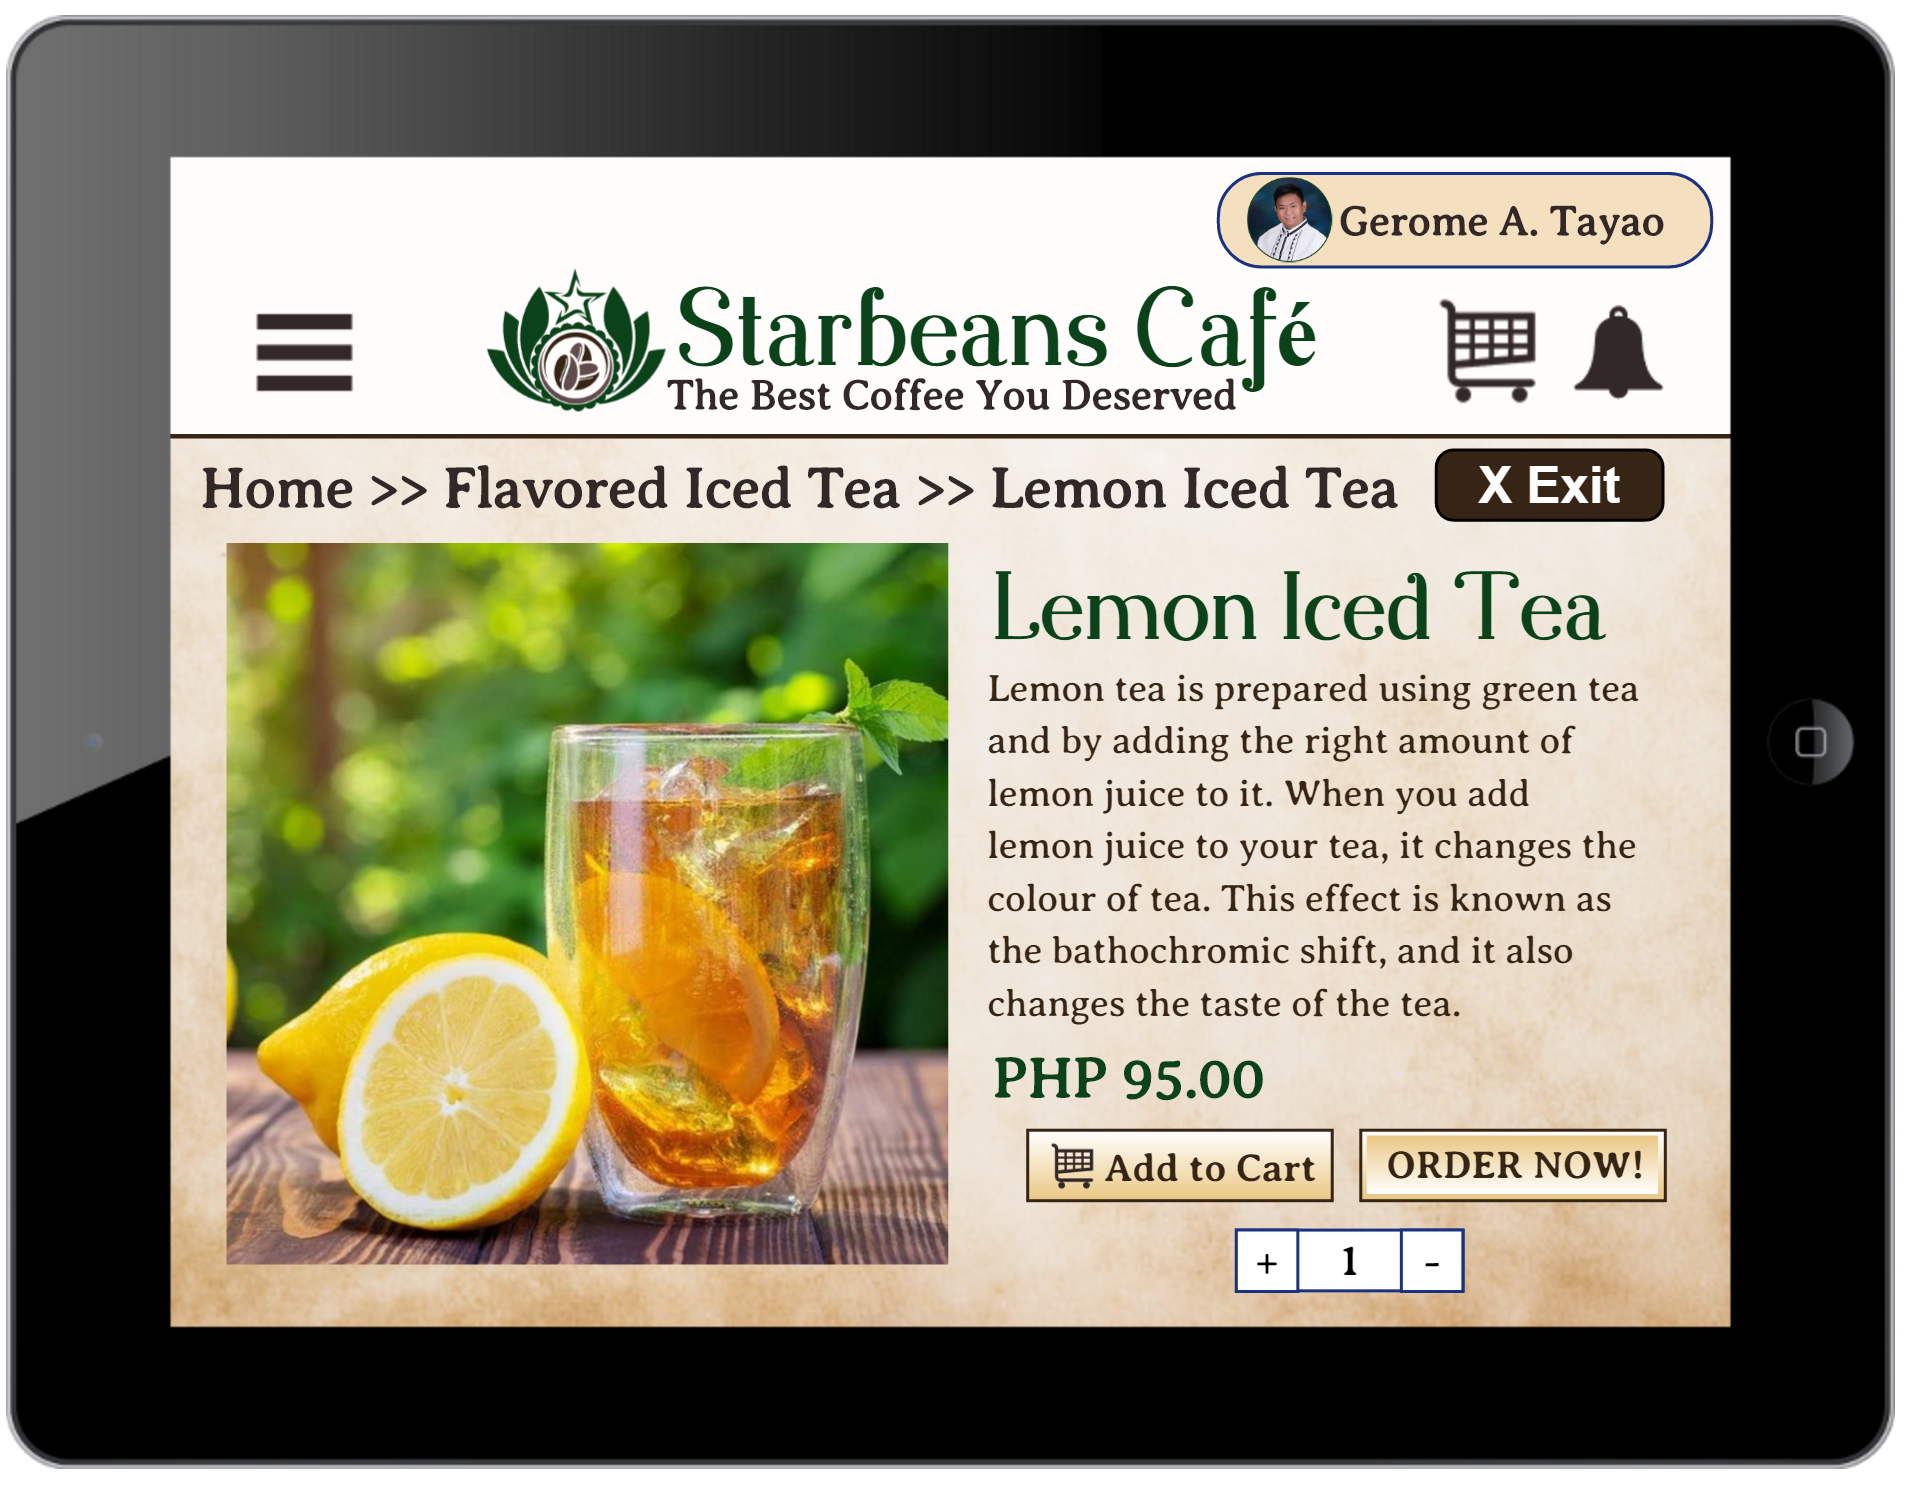 Gerome A. Tayao
Starbeans Café
The Best Coffee You Deserved
Home >> Flavored Iced Tea >> Lemon Iced Tea
X Exit
Lemon Iced Tea
Lemon tea is prepared using green tea
and by adding the right amount of
lemon juice to it. When you add
lemon juice to your tea, it changes the
colour of tea. This effect is known as
the bathochromic shift, and it also
changes the taste of the tea.
PHP 95.00
Add to Cart
ORDER NOW!
+ 1 -